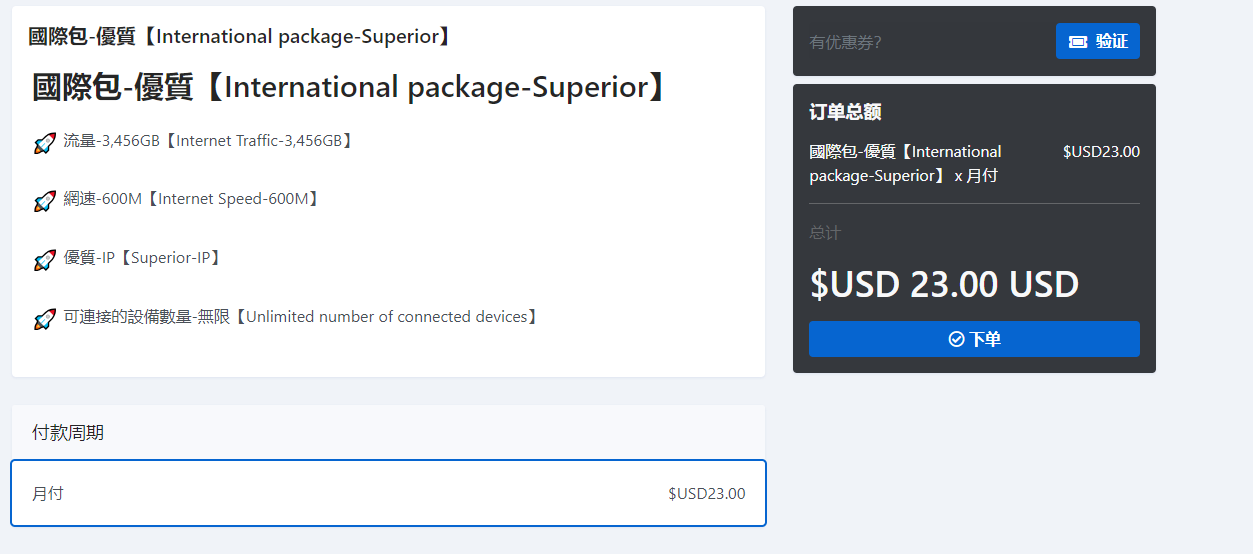 國際包-優質【International package-Superior】
國際包-優質【International package-Superior】
流量-3,456GB【Internet Traffic-3,456GB】
網速-600M【Internet Speed-600M】
優質-IP【Superior-IP】
可連接的設備數量-無限【Unlimited number of connected devices】
付款周期
月付 $USD23.00
有优惠券?
验证
订单总额
國際包-優質【International $USD23.00
package-Superior】 x 月付
总计
$USD 23.00 USD
下单